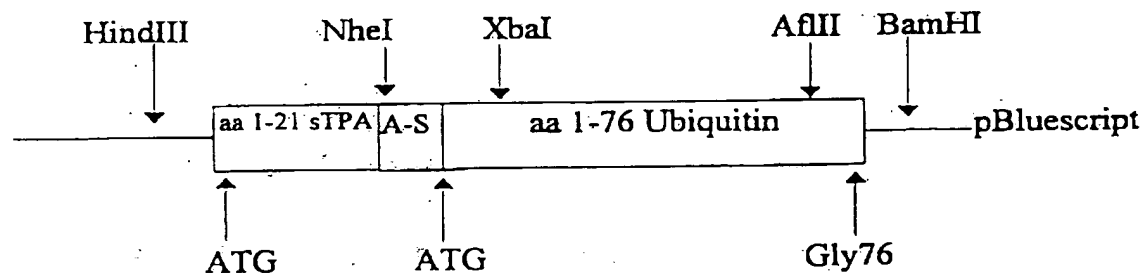 HindIII NheI XbaI AflII BamHI
aa 1-21 sTPA A-S aa 1-76 Ubiquitin pBluescript
ATG ATG Gly76